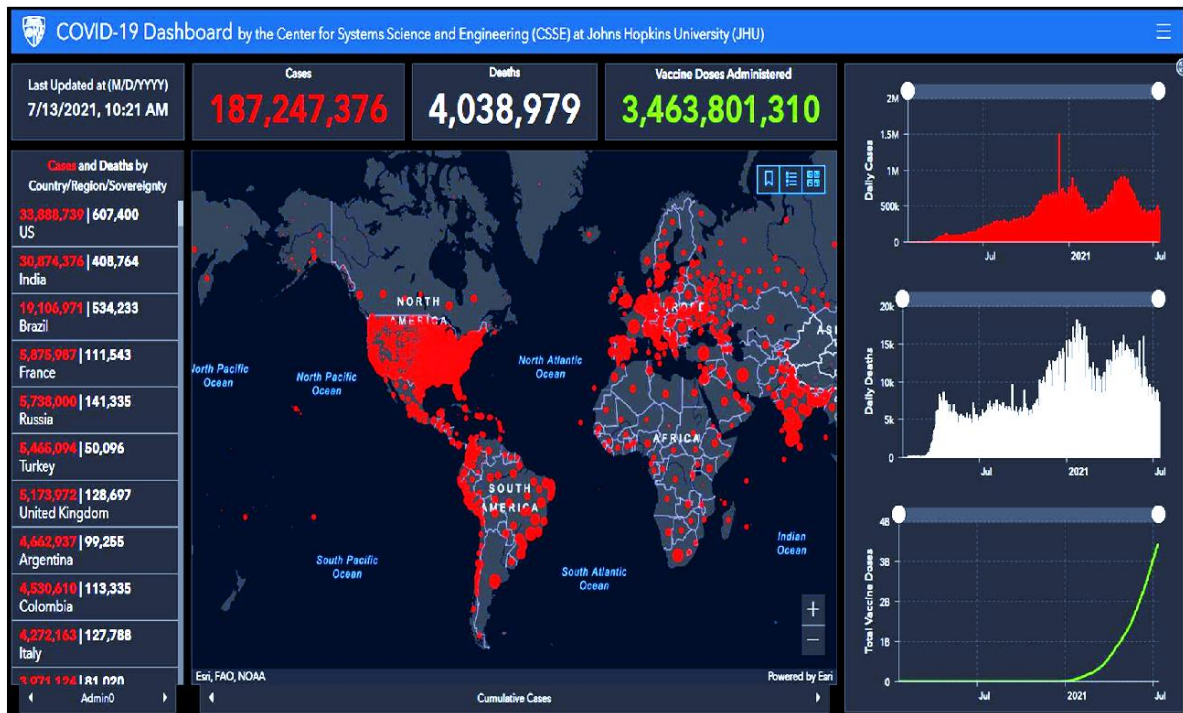 COVID-19 Dashboard by the Center for Systems Science and Engineering (CSSE) at Johns Hopkins University (JHU)
Last Updated at (M/D/YYYY)
7/13/2021, 10:21 AM
Cases
187,247,376
Deaths
4,038,979
Vaccine Doses Administered
3,463,801,310
Cases and Deaths by
Country/Region/Sovereignty
33,888,739 | 607,400
US
30,874,376 | 408,764
India
19,106,971 | 534,233
Brazil
5,875,987 | 111,543
France
5,738,000 | 141,335
Russia
5,465,094 | 50,096
Turkey
5,173,972 | 128,697
United Kingdom
4,662,937 | 99,255
Argentina
4,530,610 | 113,335
Colombia
4,272,163 | 127,788
Italy
3,971,124 | 81,020
Admin0
NORTH
AMERICA
EUROPE
North Pacific
Ocean
North Pacific
Ocean
North Atlantic
Ocean
AFRICA
SOUTH
AMERICA
Indian
Ocean
South Pacific
Ocean
South Atlantic
Ocean
+
−
Esri, FAO, NOAA
Powered by Esri
Cumulative Cases
Daily Cases
2M
1.5M
1M
500k
0
Jul
2021
Jul
Daily Deaths
20k
15k
10k
5k
0
Jul
2021
Jul
Total Vaccine Doses
4B
3B
2B
1B
0
Jul
2021
Jul